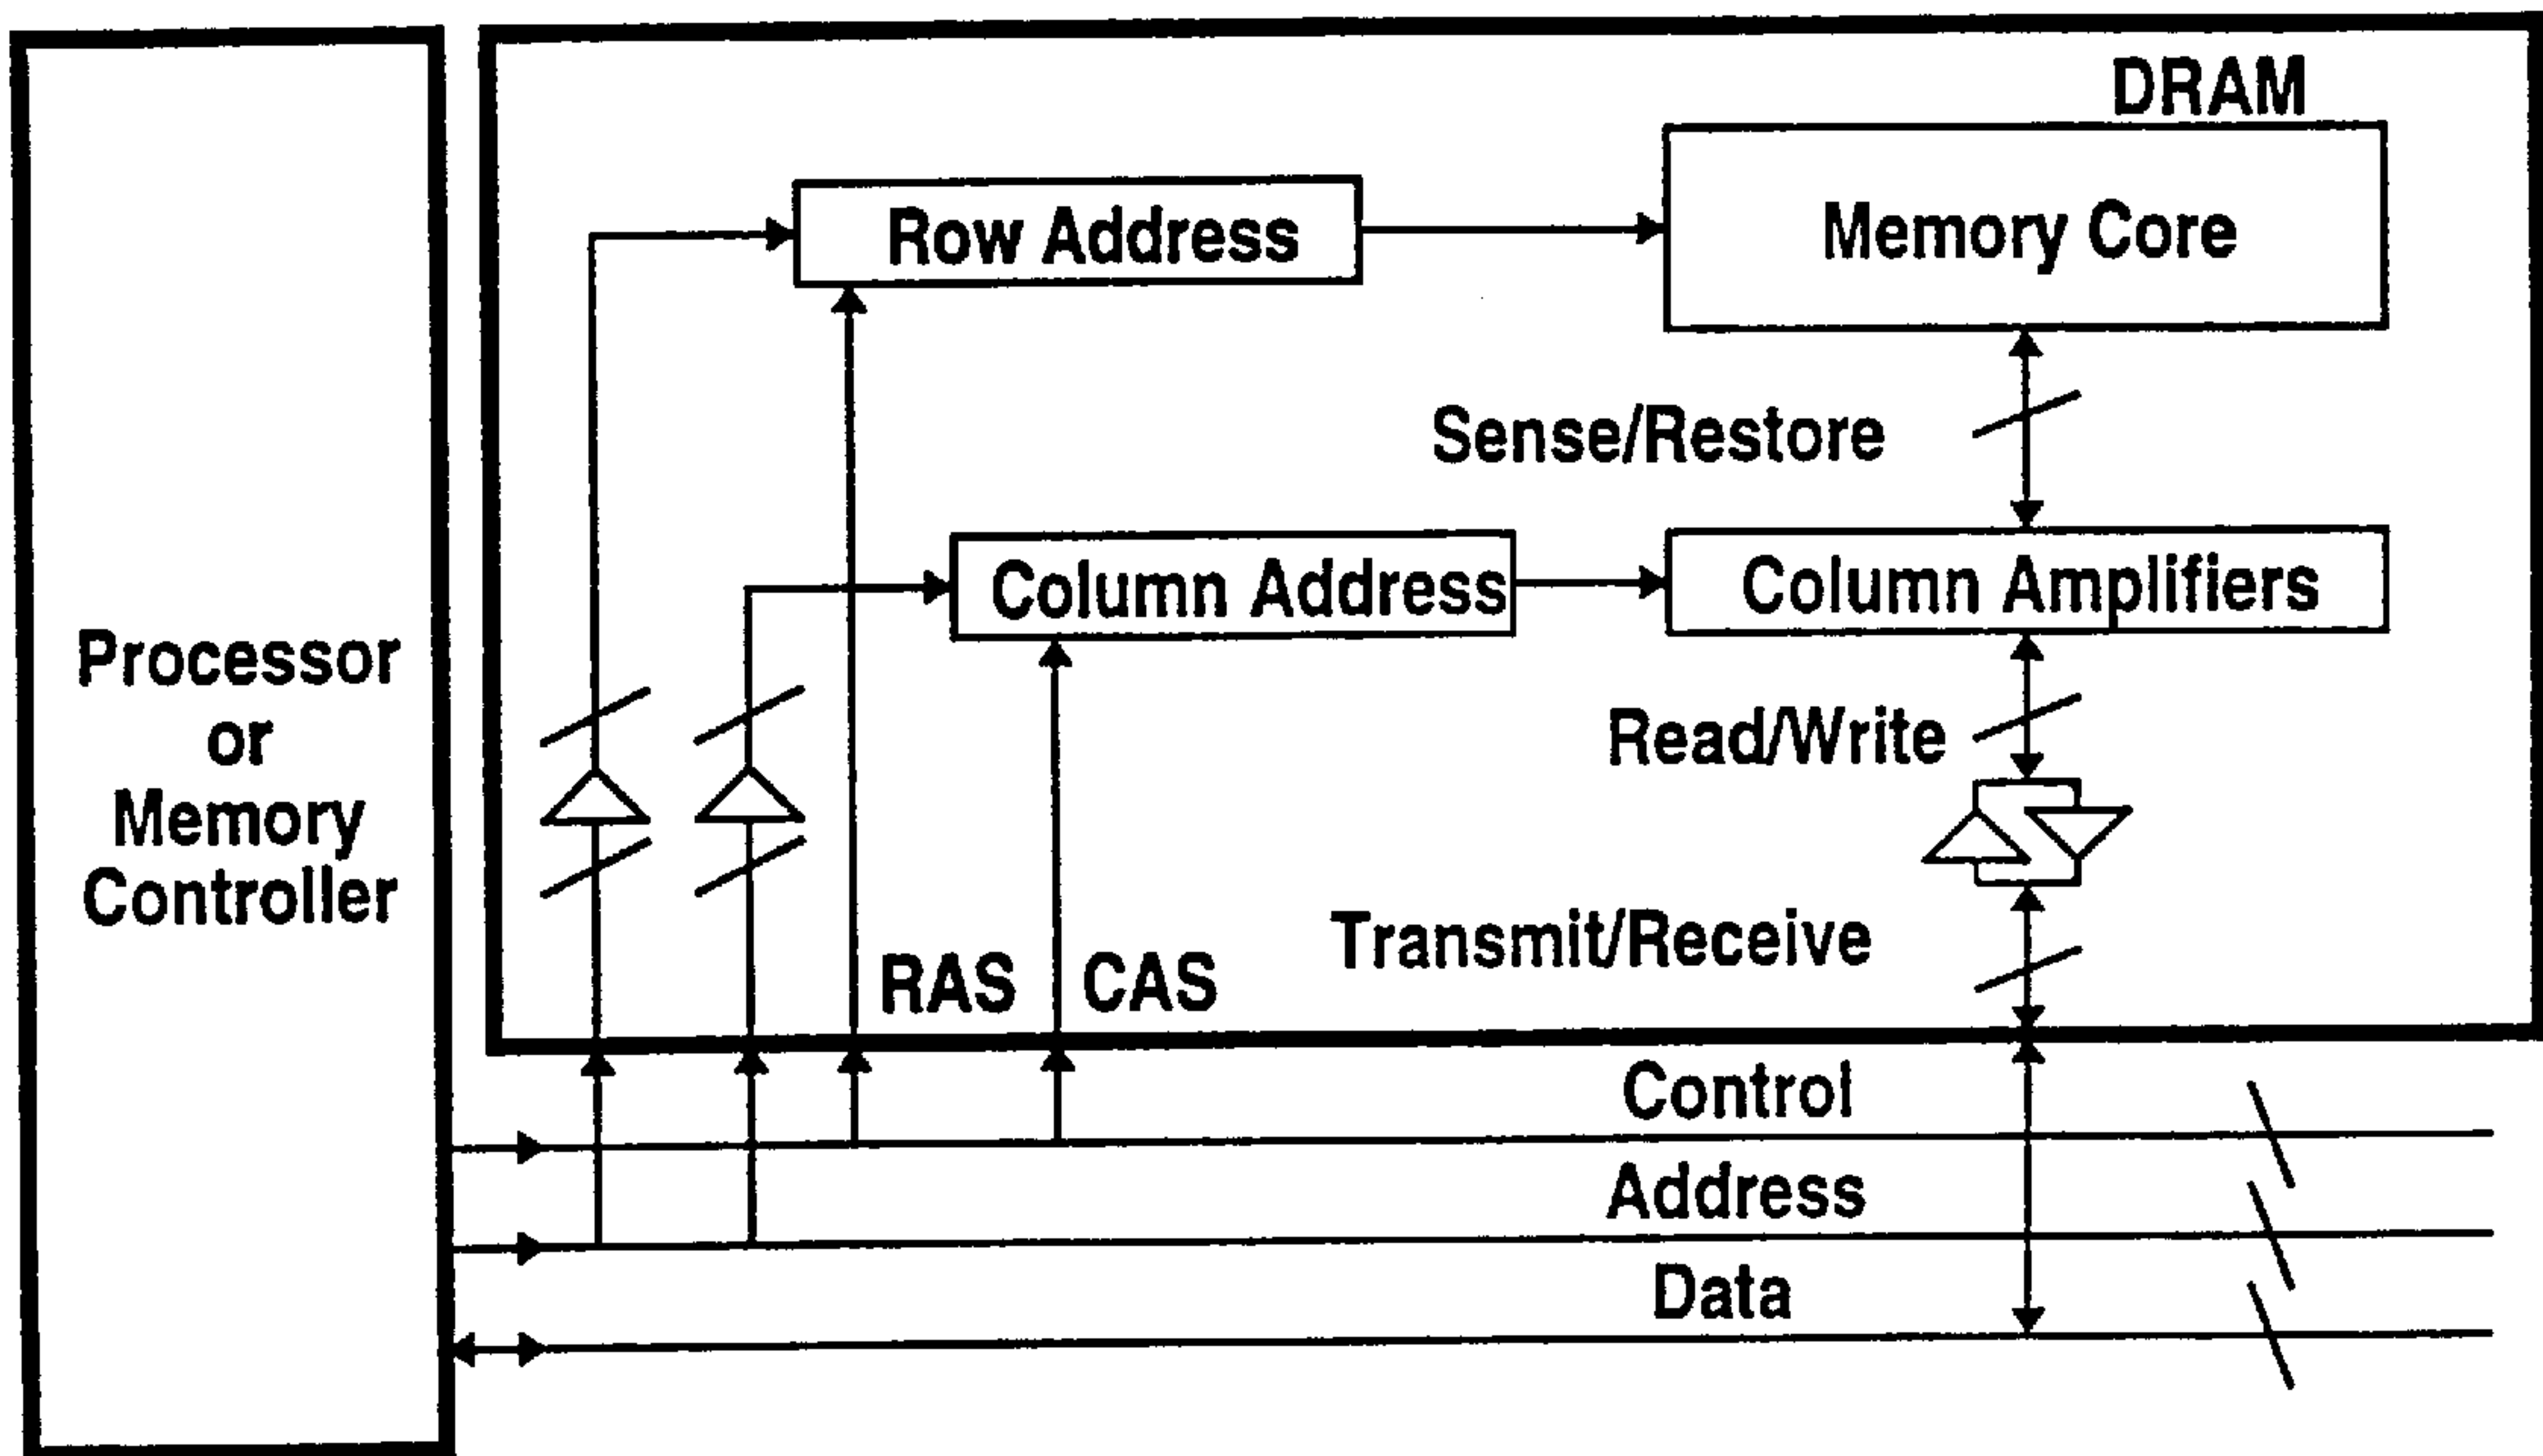 DRAM
Row Address
Memory Core
Sense/Restore
Column Address
Column Amplifiers
Processor
or
Memory
Controller
Read/Write
Transmit/Receive
RAS
CAS
Control
Address
Data